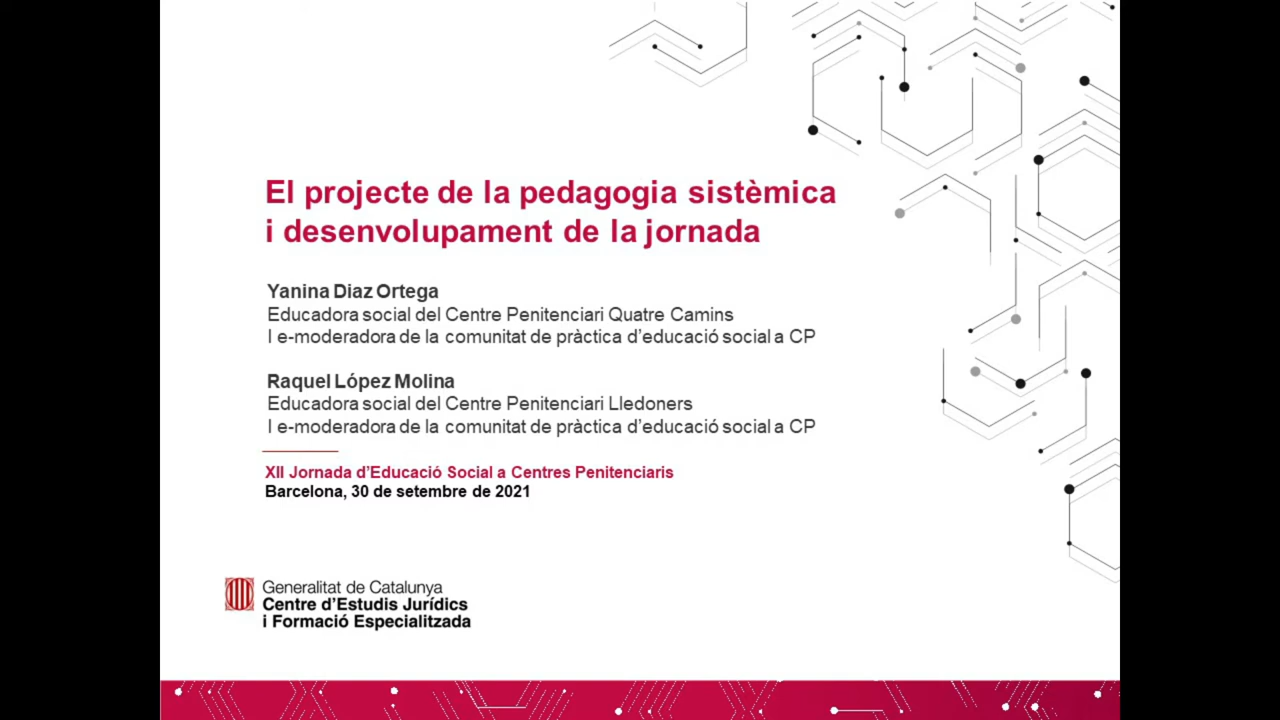 El projecte de la pedagogia sistèmica
i desenvolupament de la jornada
Yanina Diaz Ortega
Educadora social del Centre Penitenciari Quatre Camins
I e-moderadora de la comunitat de pràctica d'educació social a CP
Raquel López Molina
Educadora social del Centre Penitenciari Lledoners
I e-moderadora de la comunitat de pràctica d'educació social a CP
XII Jornada d'Educació Social a Centres Penitenciaris
Barcelona, 30 de setembre de 2021
Generalitat de Catalunya
Centre d'Estudis Jurídics
i Formació Especialitzada